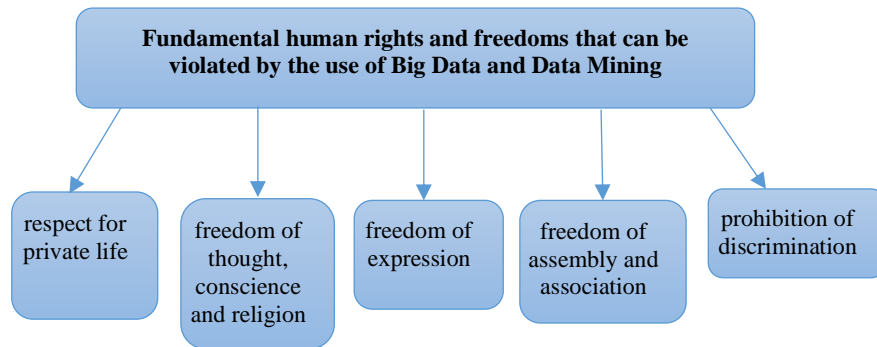 Fundamental human rights and freedoms that can be
violated by the use of Big Data and Data Mining
respect for
private life
freedom of
thought,
conscience
and religion
freedom of
expression
freedom of
assembly and
association
prohibition of
discrimination